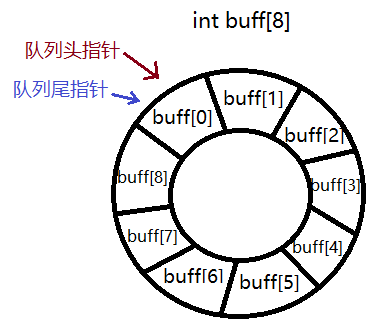 int buff[8]
队列头指针
队列尾指针
buff[0]
buff[1]
buff[2]
buff[3]
buff[4]
buff[5]
buff[6]
buff[7]
buff[8]